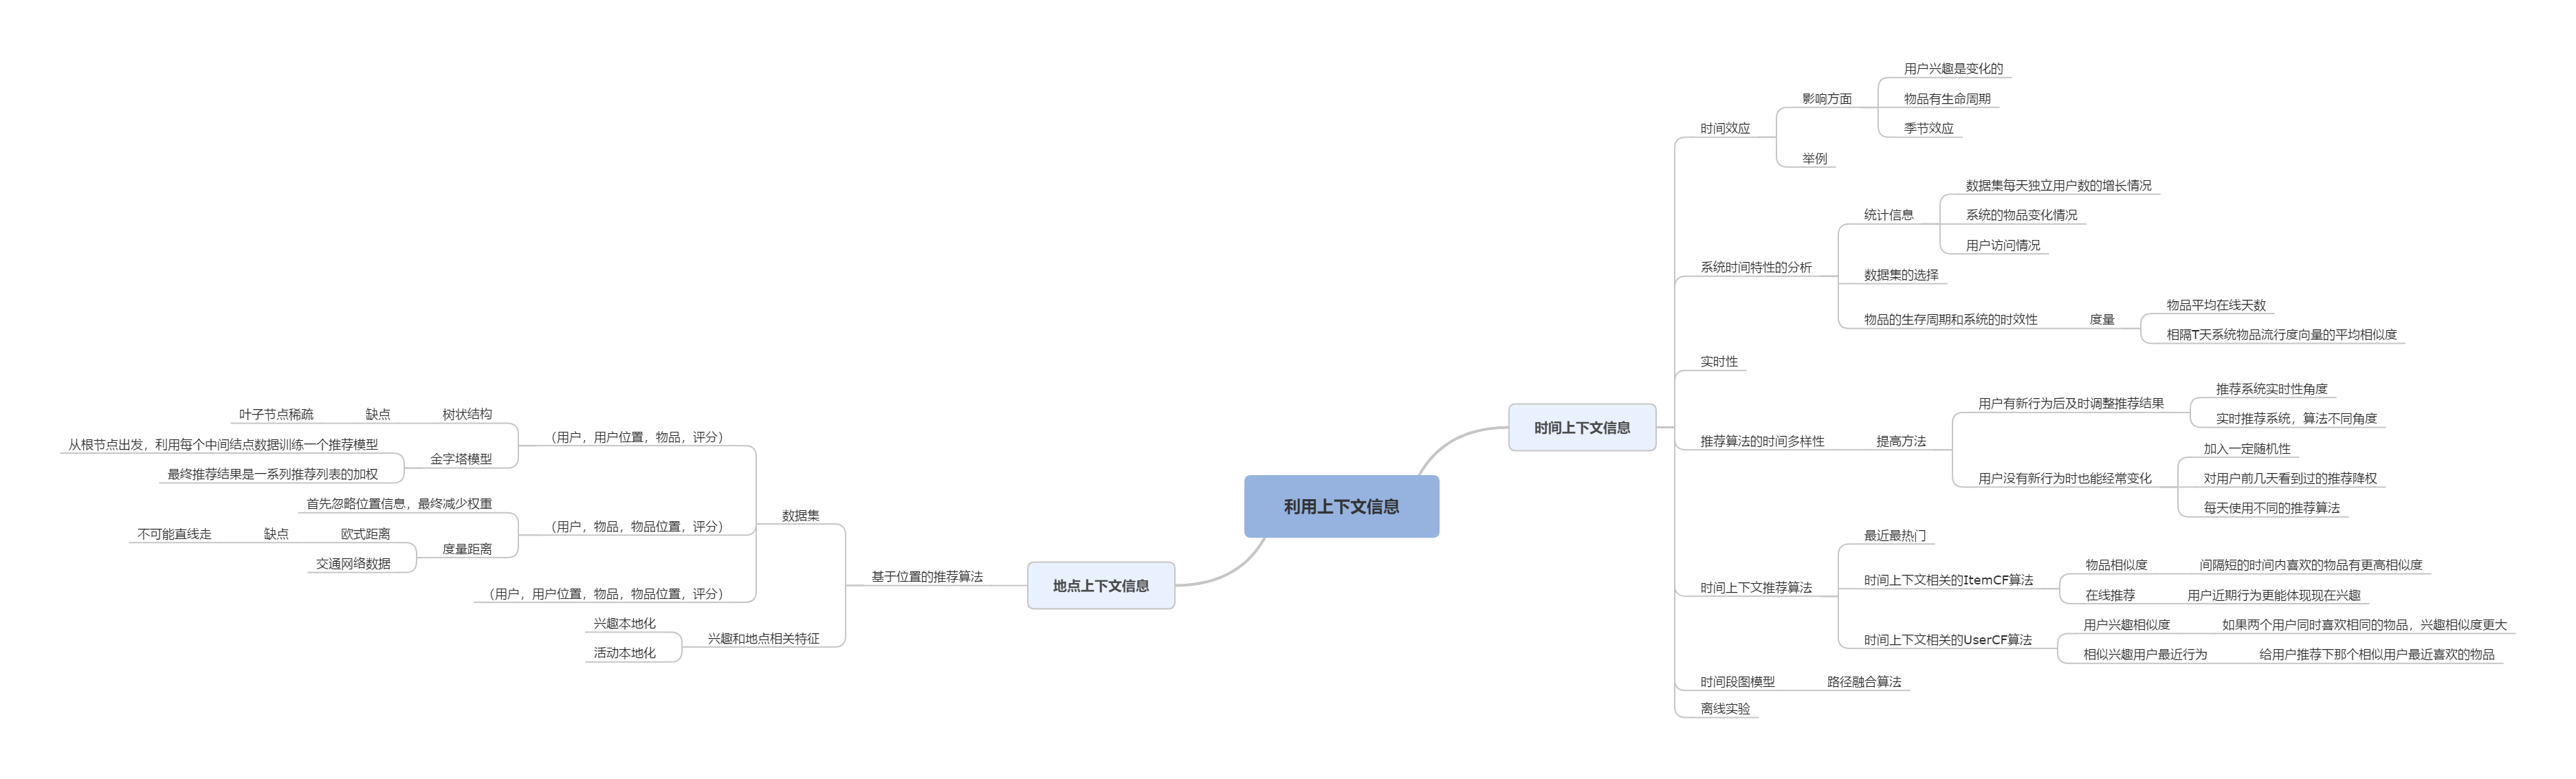 利用上下文信息
时间上下文信息
时间效应
影响方面
用户兴趣是变化的
物品有生命周期
季节效应
举例
系统时间特性的分析
统计信息
数据集每天独立用户数的增长情况
系统的物品变化情况
用户访问情况
数据集的选择
物品的生存周期和系统的时效性
度量
物品平均在线天数
相隔T天系统物品流行度向量的平均相似度
实时性
推荐算法的时间多样性
提高方法
用户有新行为后及时调整推荐结果
推荐系统实时性角度
实时推荐系统，算法不同角度
用户没有新行为时也能经常变化
加入一定随机性
对用户前几天看到过的推荐降权
每天使用不同的推荐算法
时间上下文推荐算法
最近最热门
时间上下文相关的ItemCF算法
物品相似度
间隔短的时间内喜欢的物品有更高相似度
在线推荐
用户近期行为更能体现现在兴趣
时间上下文相关的UserCF算法
用户兴趣相似度
如果两个用户同时喜欢相同的物品，兴趣相似度更大
相似兴趣用户最近行为
给用户推荐下那个相似用户最近喜欢的物品
时间段图模型
路径融合算法
离线实验
地点上下文信息
基于位置的推荐算法
数据集
（用户，用户位置，物品，评分）
树状结构
缺点
叶子节点稀疏
金字塔模型
从根节点出发，利用每个中间结点数据训练一个推荐模型
最终推荐结果是一系列推荐列表的加权
（用户，物品，物品位置，评分）
首先忽略位置信息，最终减少权重
度量距离
欧式距离
缺点
不可能直线走
交通网络数据
（用户，用户位置，物品，物品位置，评分）
兴趣和地点相关特征
兴趣本地化
活动本地化